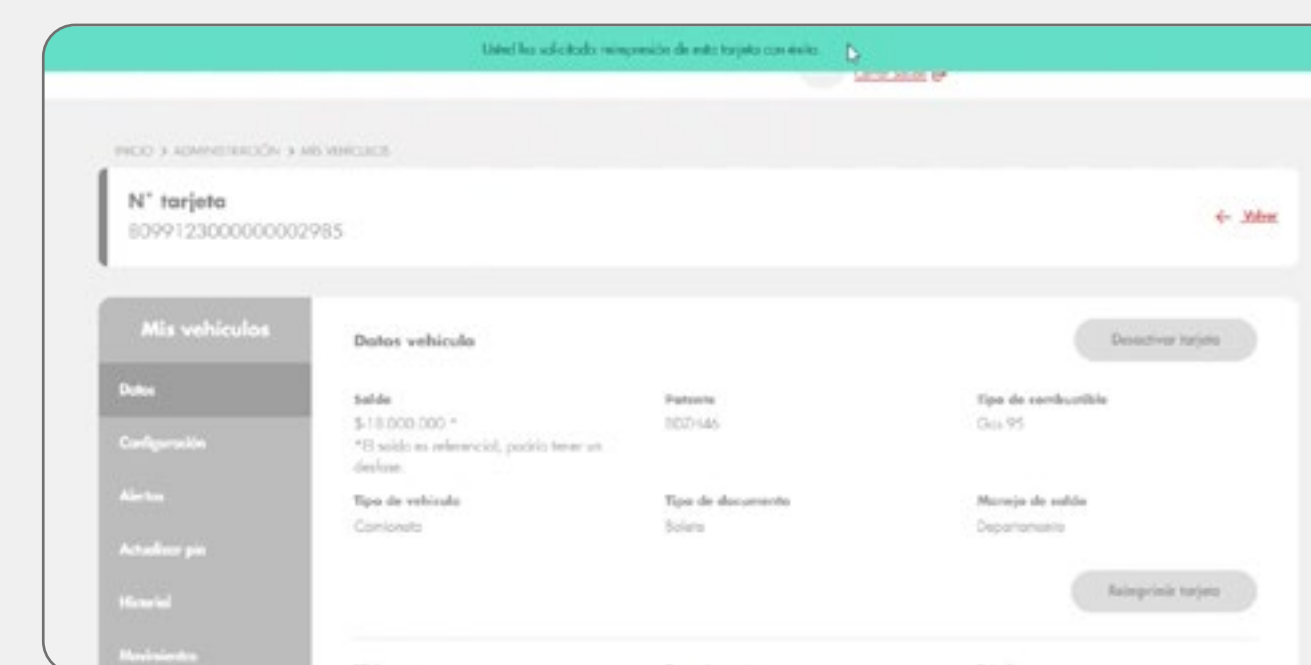 Usted ha solicitado reimpresión de esta tarjeta con éxito.
Cerrar sesión
INICIO > ADMINISTRACIÓN > MIS VEHÍCULOS
N° tarjeta
8099123000000002985
← Volver
Mis vehículos
Datos
Configuración
Alertas
Actualizar pin
Historial
Movimientos
Datos vehículo
Desactivar tarjeta
Saldo
Patente
Tipo de combustible
$-18.000.000 *
Gas 95
*El saldo es referencial, podría tener un
desfase.
Tipo de vehículo
Tipo de documento
Manejo de saldo
Camioneta
Boleta
Departamento
Reimprimir tarjeta